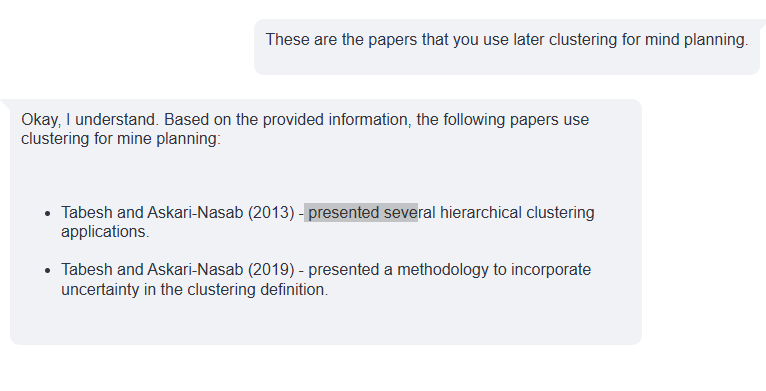 These are the papers that you use later clustering for mind planning.
Okay, I understand. Based on the provided information, the following papers use
clustering for mine planning:
• Tabesh and Askari-Nasab (2013) - presented several hierarchical clustering
applications.
• Tabesh and Askari-Nasab (2019) - presented a methodology to incorporate
uncertainty in the clustering definition.